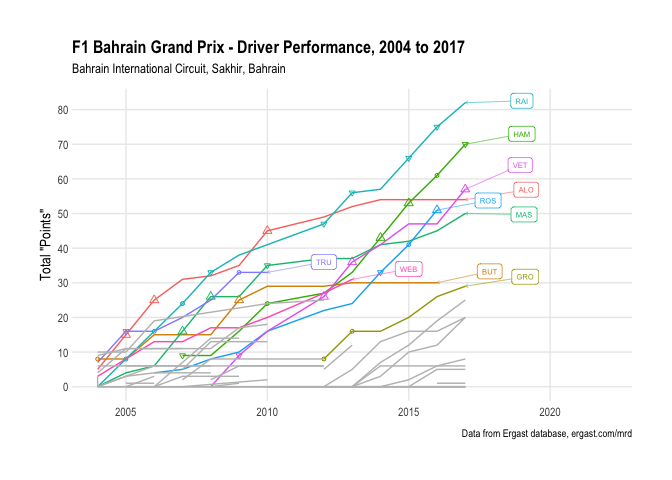 F1 Bahrain Grand Prix - Driver Performance, 2004 to 2017
Bahrain International Circuit, Sakhir, Bahrain
Total "Points"
80
70
60
50
40
30
20
10
0
RAI
HAM
VET
ALO
ROS
MAS
TRU
WEB
BUT
GRO
2005
2010
2015
2020
Data from Ergast database, ergast.com/mrd